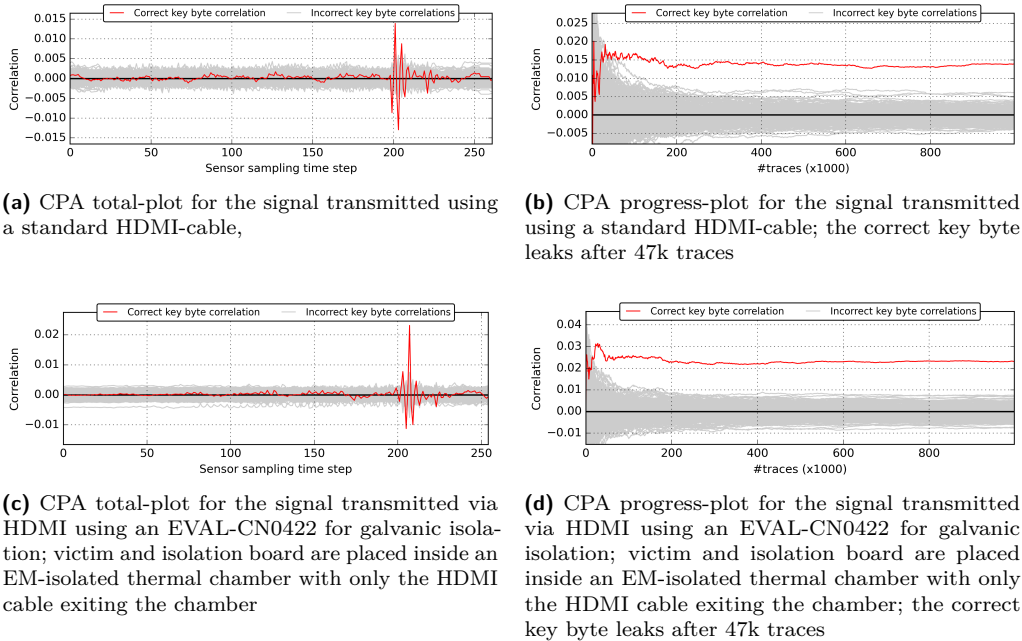 Correct key byte correlation Incorrect key byte correlations
0.015
0.010
0.005
0.000
−0.005
−0.010
−0.015
Correlation
0 50 100 150 200 250
Sensor sampling time step
(a) CPA total-plot for the signal transmitted using
a standard HDMI-cable,
Correct key byte correlation Incorrect key byte correlations
0.025
0.020
0.015
0.010
0.005
0.000
−0.005
Correlation
0 200 400 600 800
#traces (x1000)
(b) CPA progress-plot for the signal transmitted
using a standard HDMI-cable; the correct key byte
leaks after 47k traces
Correct key byte correlation Incorrect key byte correlations
0.02
0.01
0.00
−0.01
Correlation
0 50 100 150 200 250
Sensor sampling time step
(c) CPA total-plot for the signal transmitted via
HDMI using an EVAL-CN0422 for galvanic isola-
tion; victim and isolation board are placed inside an
EM-isolated thermal chamber with only the HDMI
cable exiting the chamber
Correct key byte correlation Incorrect key byte correlations
0.04
0.03
0.02
0.01
0.00
−0.01
Correlation
0 200 400 600 800
#traces (x1000)
(d) CPA progress-plot for the signal transmitted
via HDMI using an EVAL-CN0422 for galvanic
isolation; victim and isolation board are placed
inside an EM-isolated thermal chamber with only
the HDMI cable exiting the chamber; the correct
key byte leaks after 47k traces